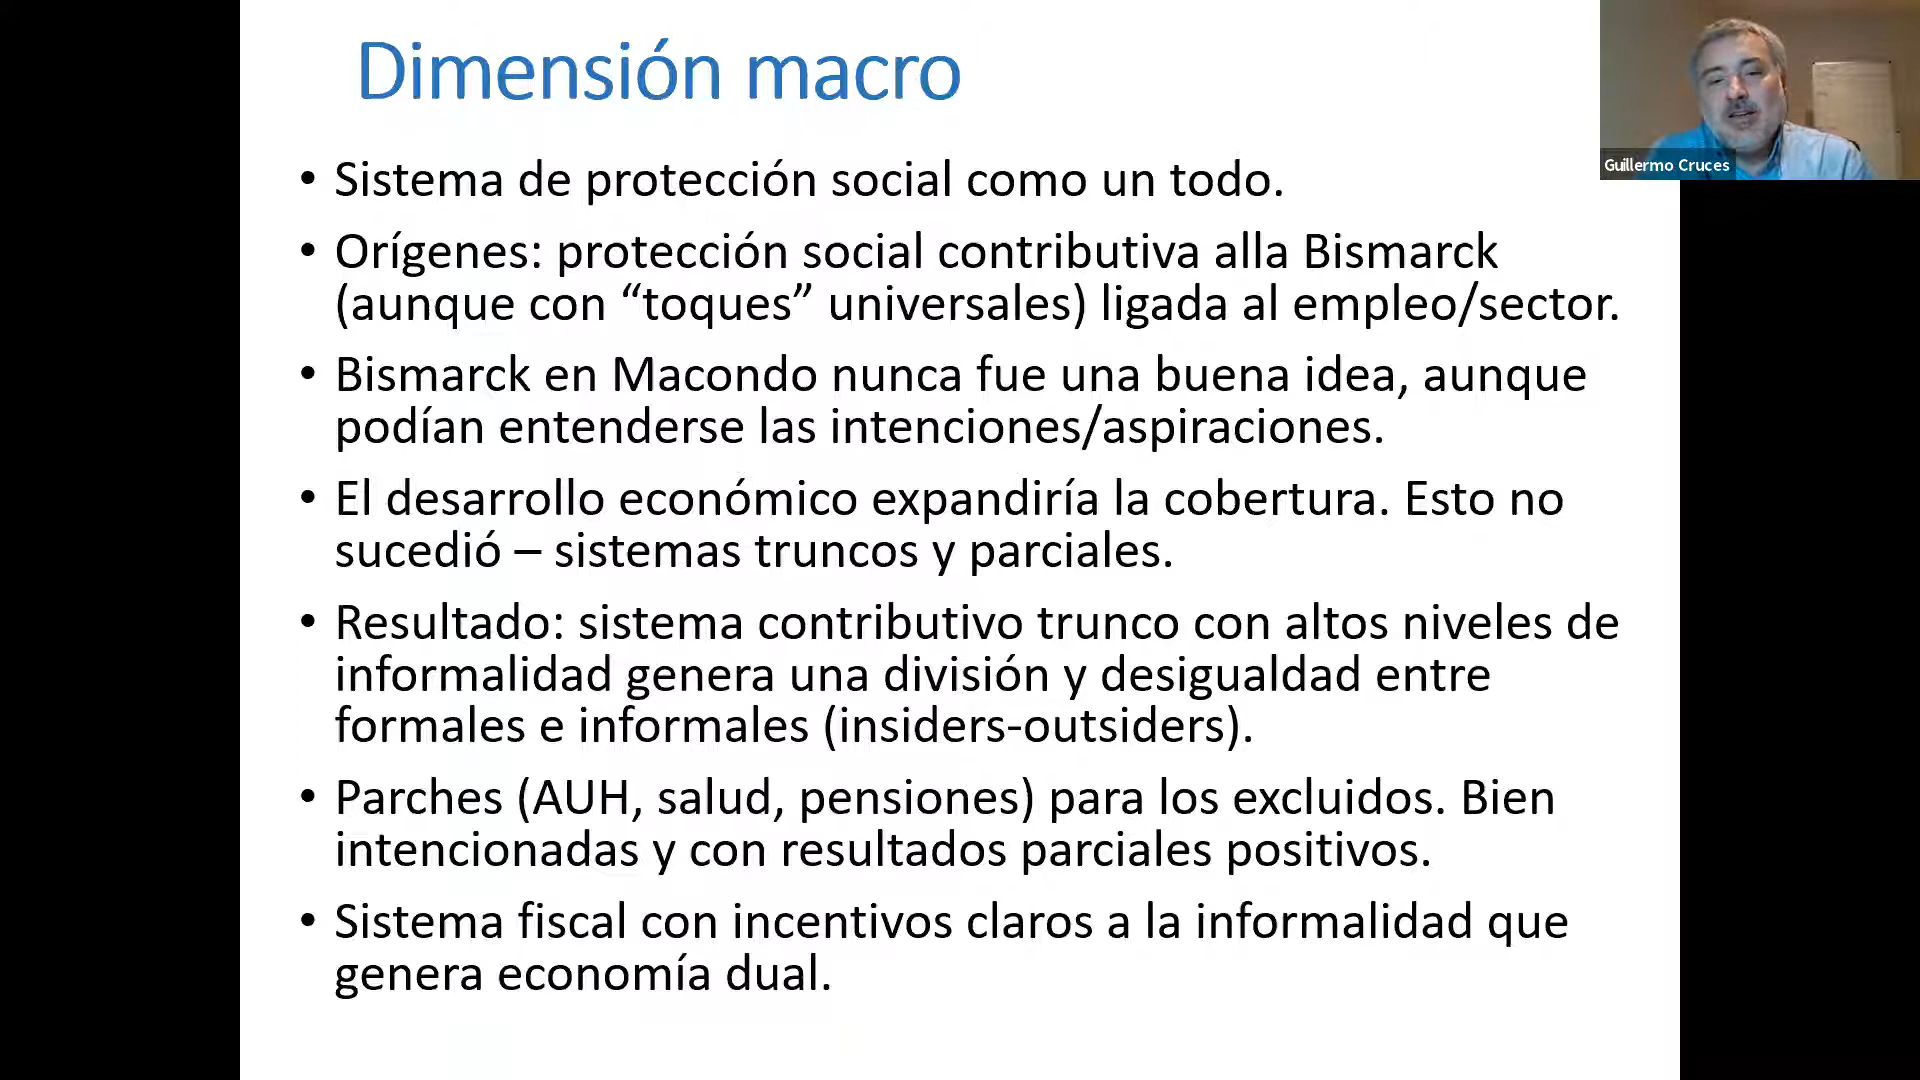 Dimensión macro
Guillermo Cruces
• Sistema de protección social como un todo.
• Orígenes: protección social contributiva alla Bismarck
(aunque con “toques” universales) ligada al empleo/sector.
• Bismarck en Macondo nunca fue una buena idea, aunque
podían entenderse las intenciones/aspiraciones.
• El desarrollo económico expandiría la cobertura. Esto no
sucedió – sistemas truncos y parciales.
• Resultado: sistema contributivo trunco con altos niveles de
informalidad genera una división y desigualdad entre
formales e informales (insiders-outsiders).
• Parches (AUH, salud, pensiones) para los excluidos. Bien
intencionadas y con resultados parciales positivos.
• Sistema fiscal con incentivos claros a la informalidad que
genera economía dual.